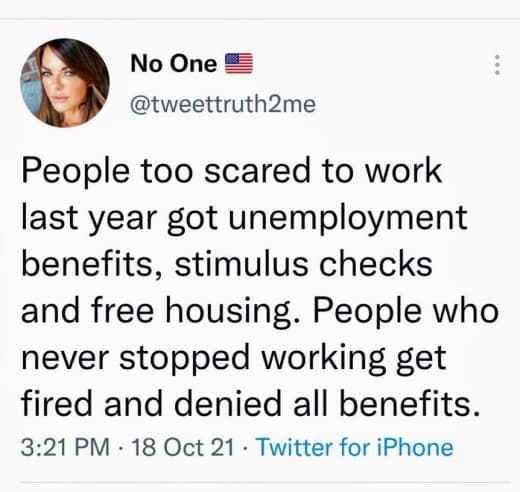 No One 🇺🇸
@tweettruth2me
People too scared to work
last year got unemployment
benefits, stimulus checks
and free housing. People who
never stopped working get
fired and denied all benefits.
3:21 PM · 18 Oct 21 · Twitter for iPhone